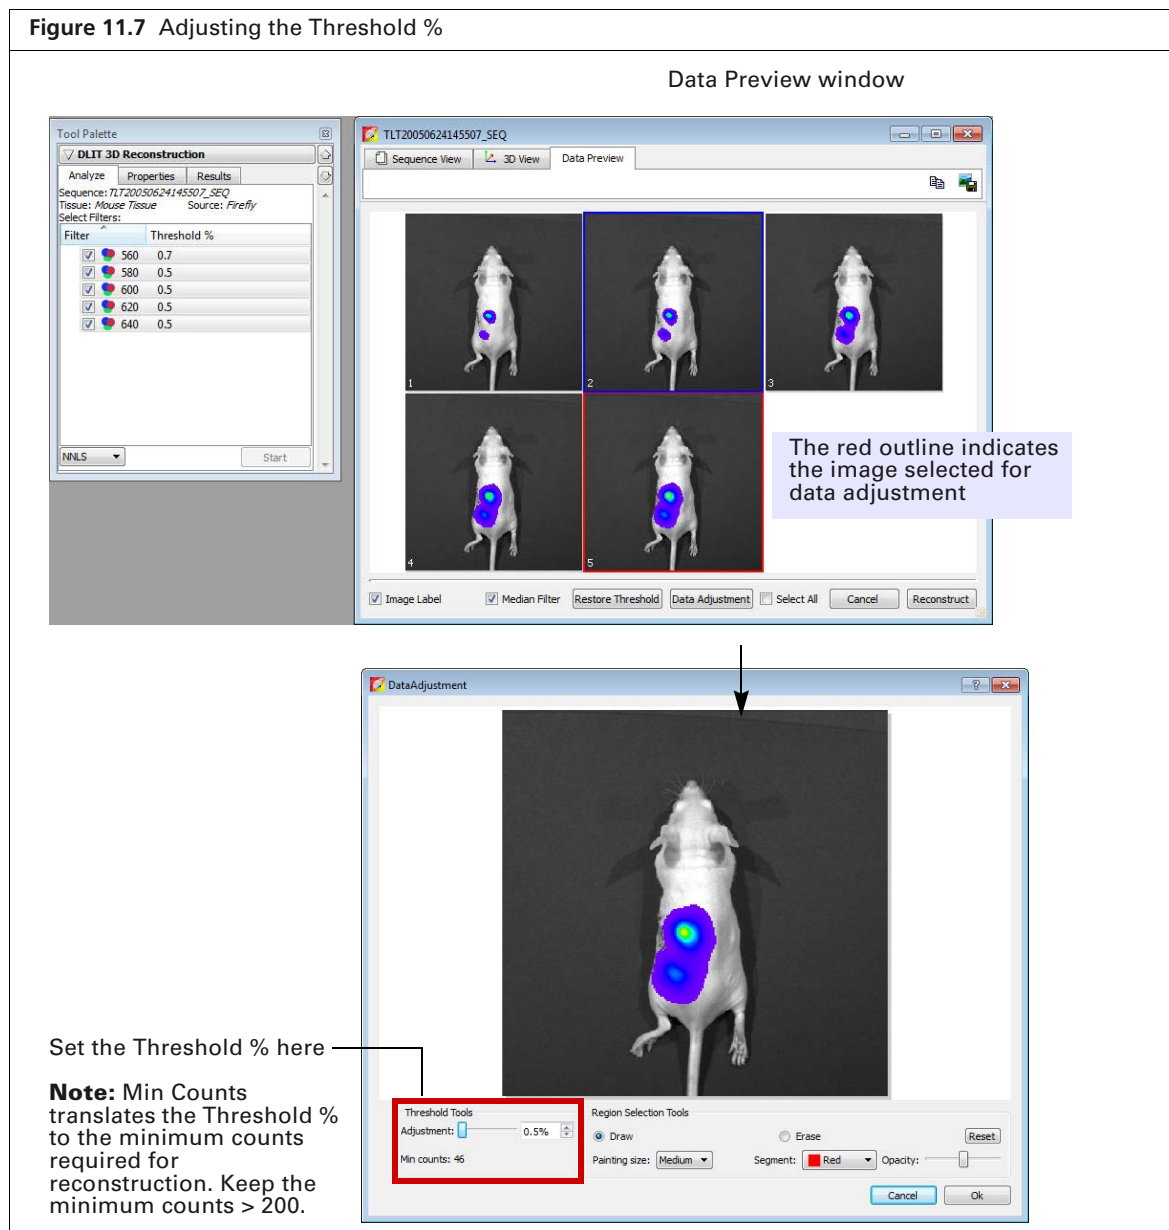 Figure 11.7 Adjusting the Threshold %
Data Preview window
Tool Palette
DLIT 3D Reconstruction
Analyze Properties Results
Sequence: TLT20050624145507_SEQ
Tissue: Mouse Tissue Source: Firefly
Select Filters:
Filter Threshold %
560 0.7
580 0.5
600 0.5
620 0.5
640 0.5
NNLS Start
TLT20050624145507_SEQ
Sequence View 3D View Data Preview
1 2 3
4 5
The red outline indicates
the image selected for
data adjustment
Image Label Median Filter Restore Threshold Data Adjustment Select All Cancel Reconstruct
DataAdjustment
Set the Threshold % here
Note: Min Counts
translates the Threshold %
to the minimum counts
required for
reconstruction. Keep the
minimum counts > 200.
Threshold Tools
Adjustment: 0.5%
Min counts: 46
Region Selection Tools
Draw Erase Reset
Painting size: Medium Segment: Red Opacity:
Cancel Ok